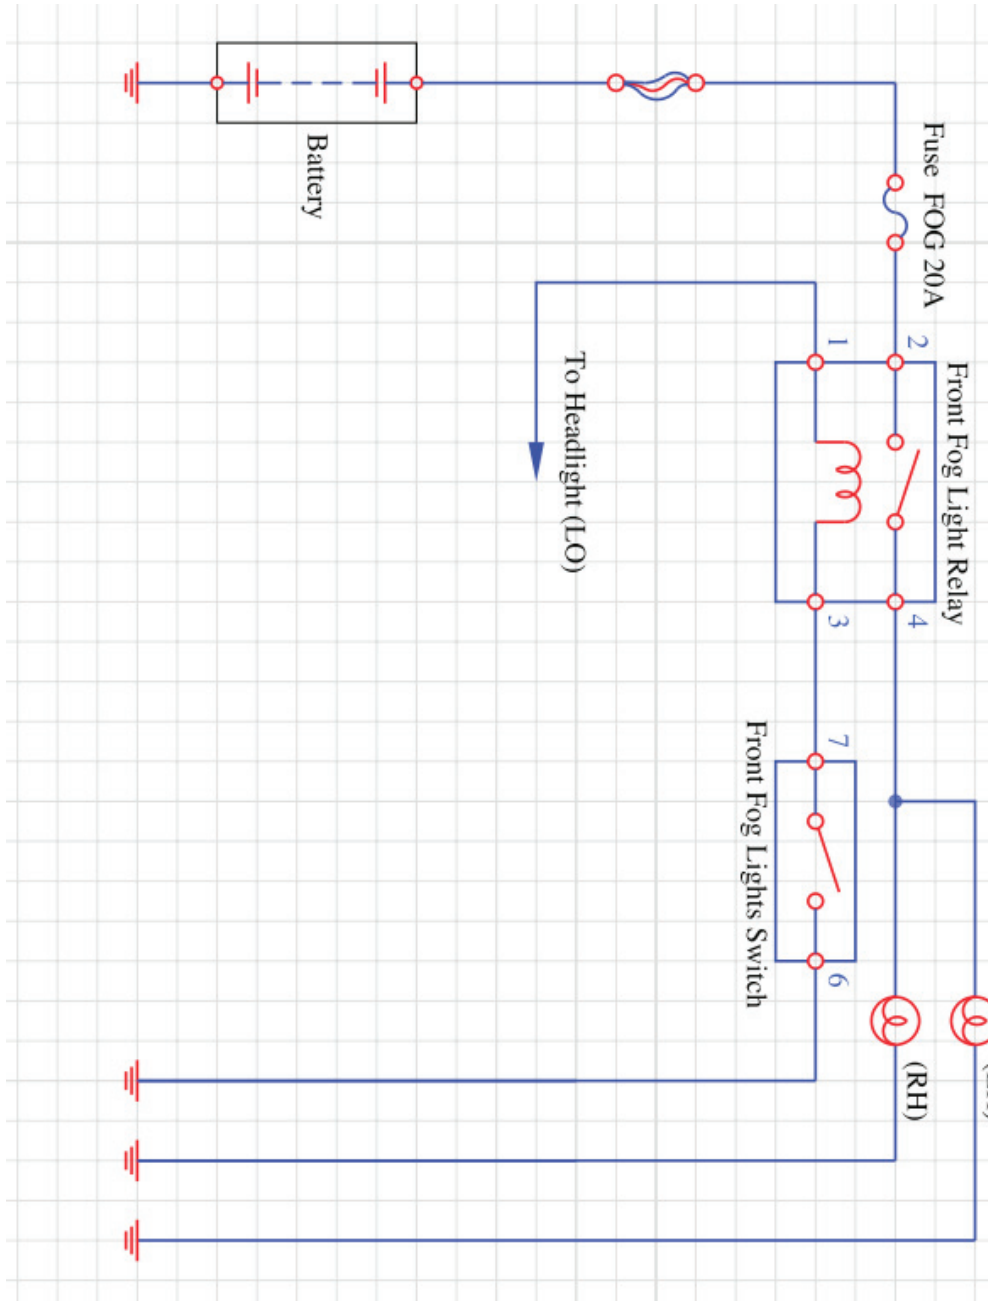 Battery
Fuse FOG 20A
To Headlight (LO)
1
2
Front Fog Light Relay
3
4
7
Front Fog Lights Switch
6
(RH)